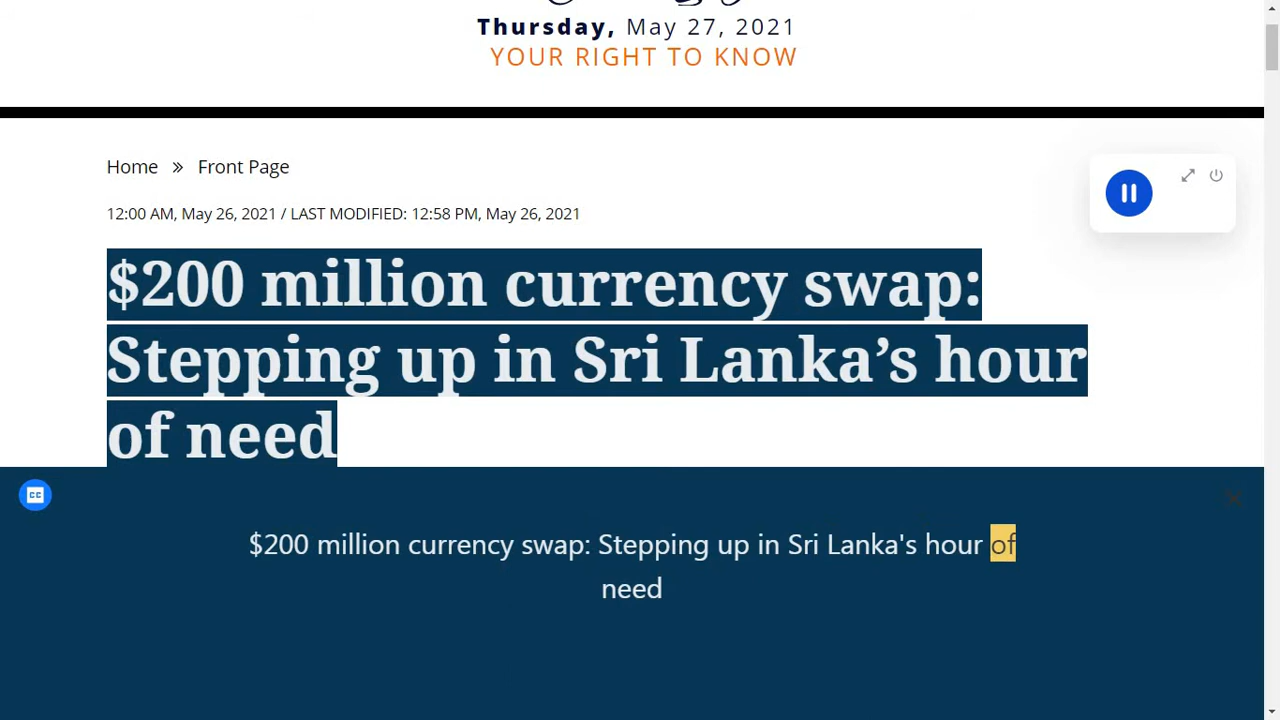 Thursday, May 27, 2021
YOUR RIGHT TO KNOW
Home » Front Page
12:00 AM, May 26, 2021 / LAST MODIFIED: 12:58 PM, May 26, 2021
$200 million currency swap:
Stepping up in Sri Lanka’s hour
of need
CC
$200 million currency swap: Stepping up in Sri Lanka's hour of
need